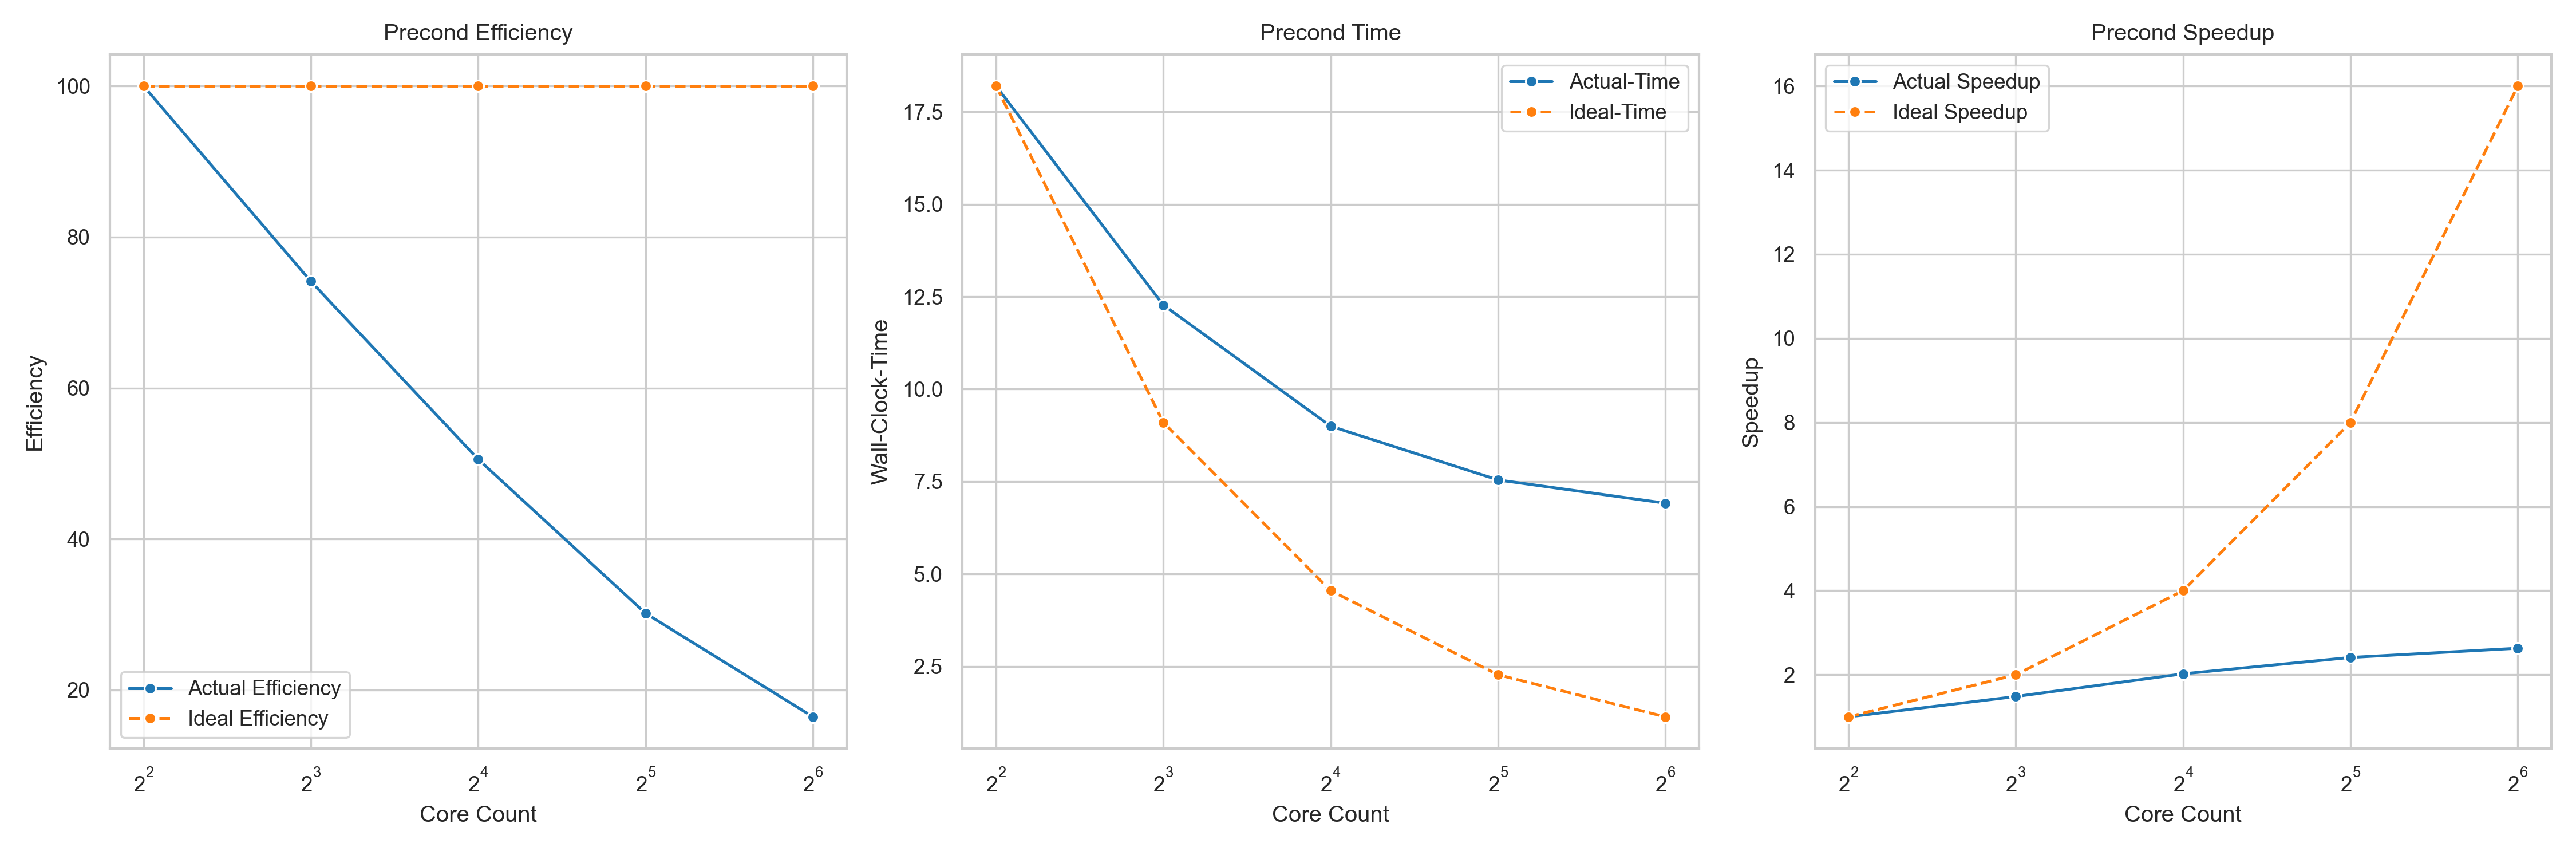 Precond Efficiency
Efficiency
100
80
60
40
20
Actual Efficiency
Ideal Efficiency
2^2
2^3
2^4
2^5
2^6
Core Count
Precond Time
Wall-Clock-Time
17.5
15.0
12.5
10.0
7.5
5.0
2.5
Actual-Time
Ideal-Time
2^2
2^3
2^4
2^5
2^6
Core Count
Precond Speedup
Speedup
16
14
12
10
8
6
4
2
Actual Speedup
Ideal Speedup
2^2
2^3
2^4
2^5
2^6
Core Count